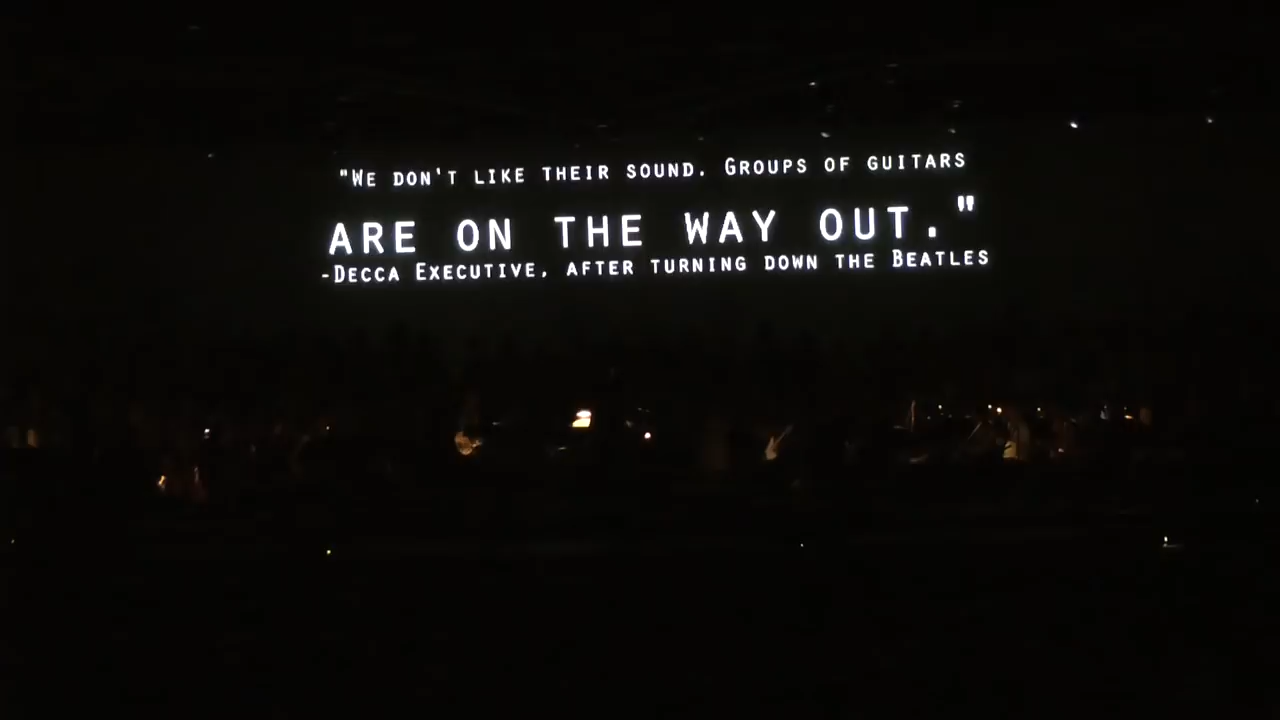 "We don't like their sound. Groups of guitars
are on the way out."
-Decca Executive, after turning down the Beatles